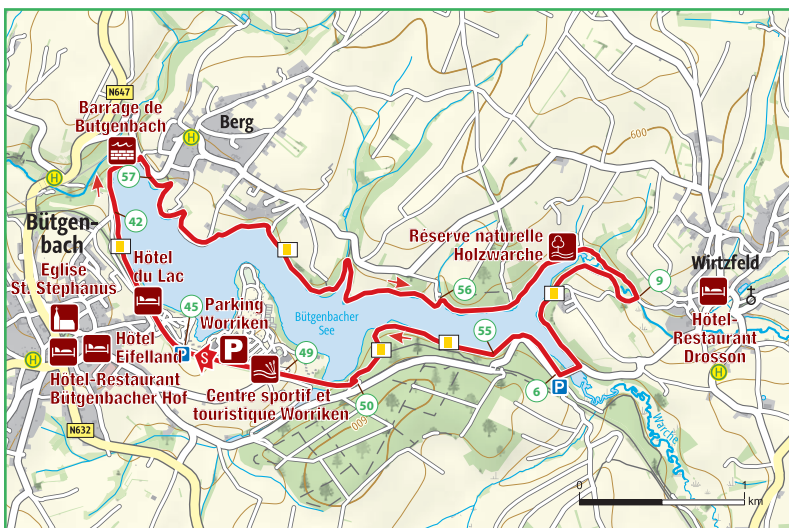 N647
Barrage de
Butgenbach
Berg
H
H
600
57
42
Bütgen-
bach
Réserve naturelle
Holzwarche
Hôtel
du Lac
Eglise
St. Stephanus
Wirtzfeld
9
56
45
Parking
Worriken
Bütgenbacher
See
55
P
S
P
49
Hôtel
Eifelland
Hôtel-
Restaurant
Drosson
H
H
Hôtel-Restaurant
Bütgenbacher Hof
Centre sportif et
touristique Worriken
50
6
P
Warche
600
N632
0
1
km